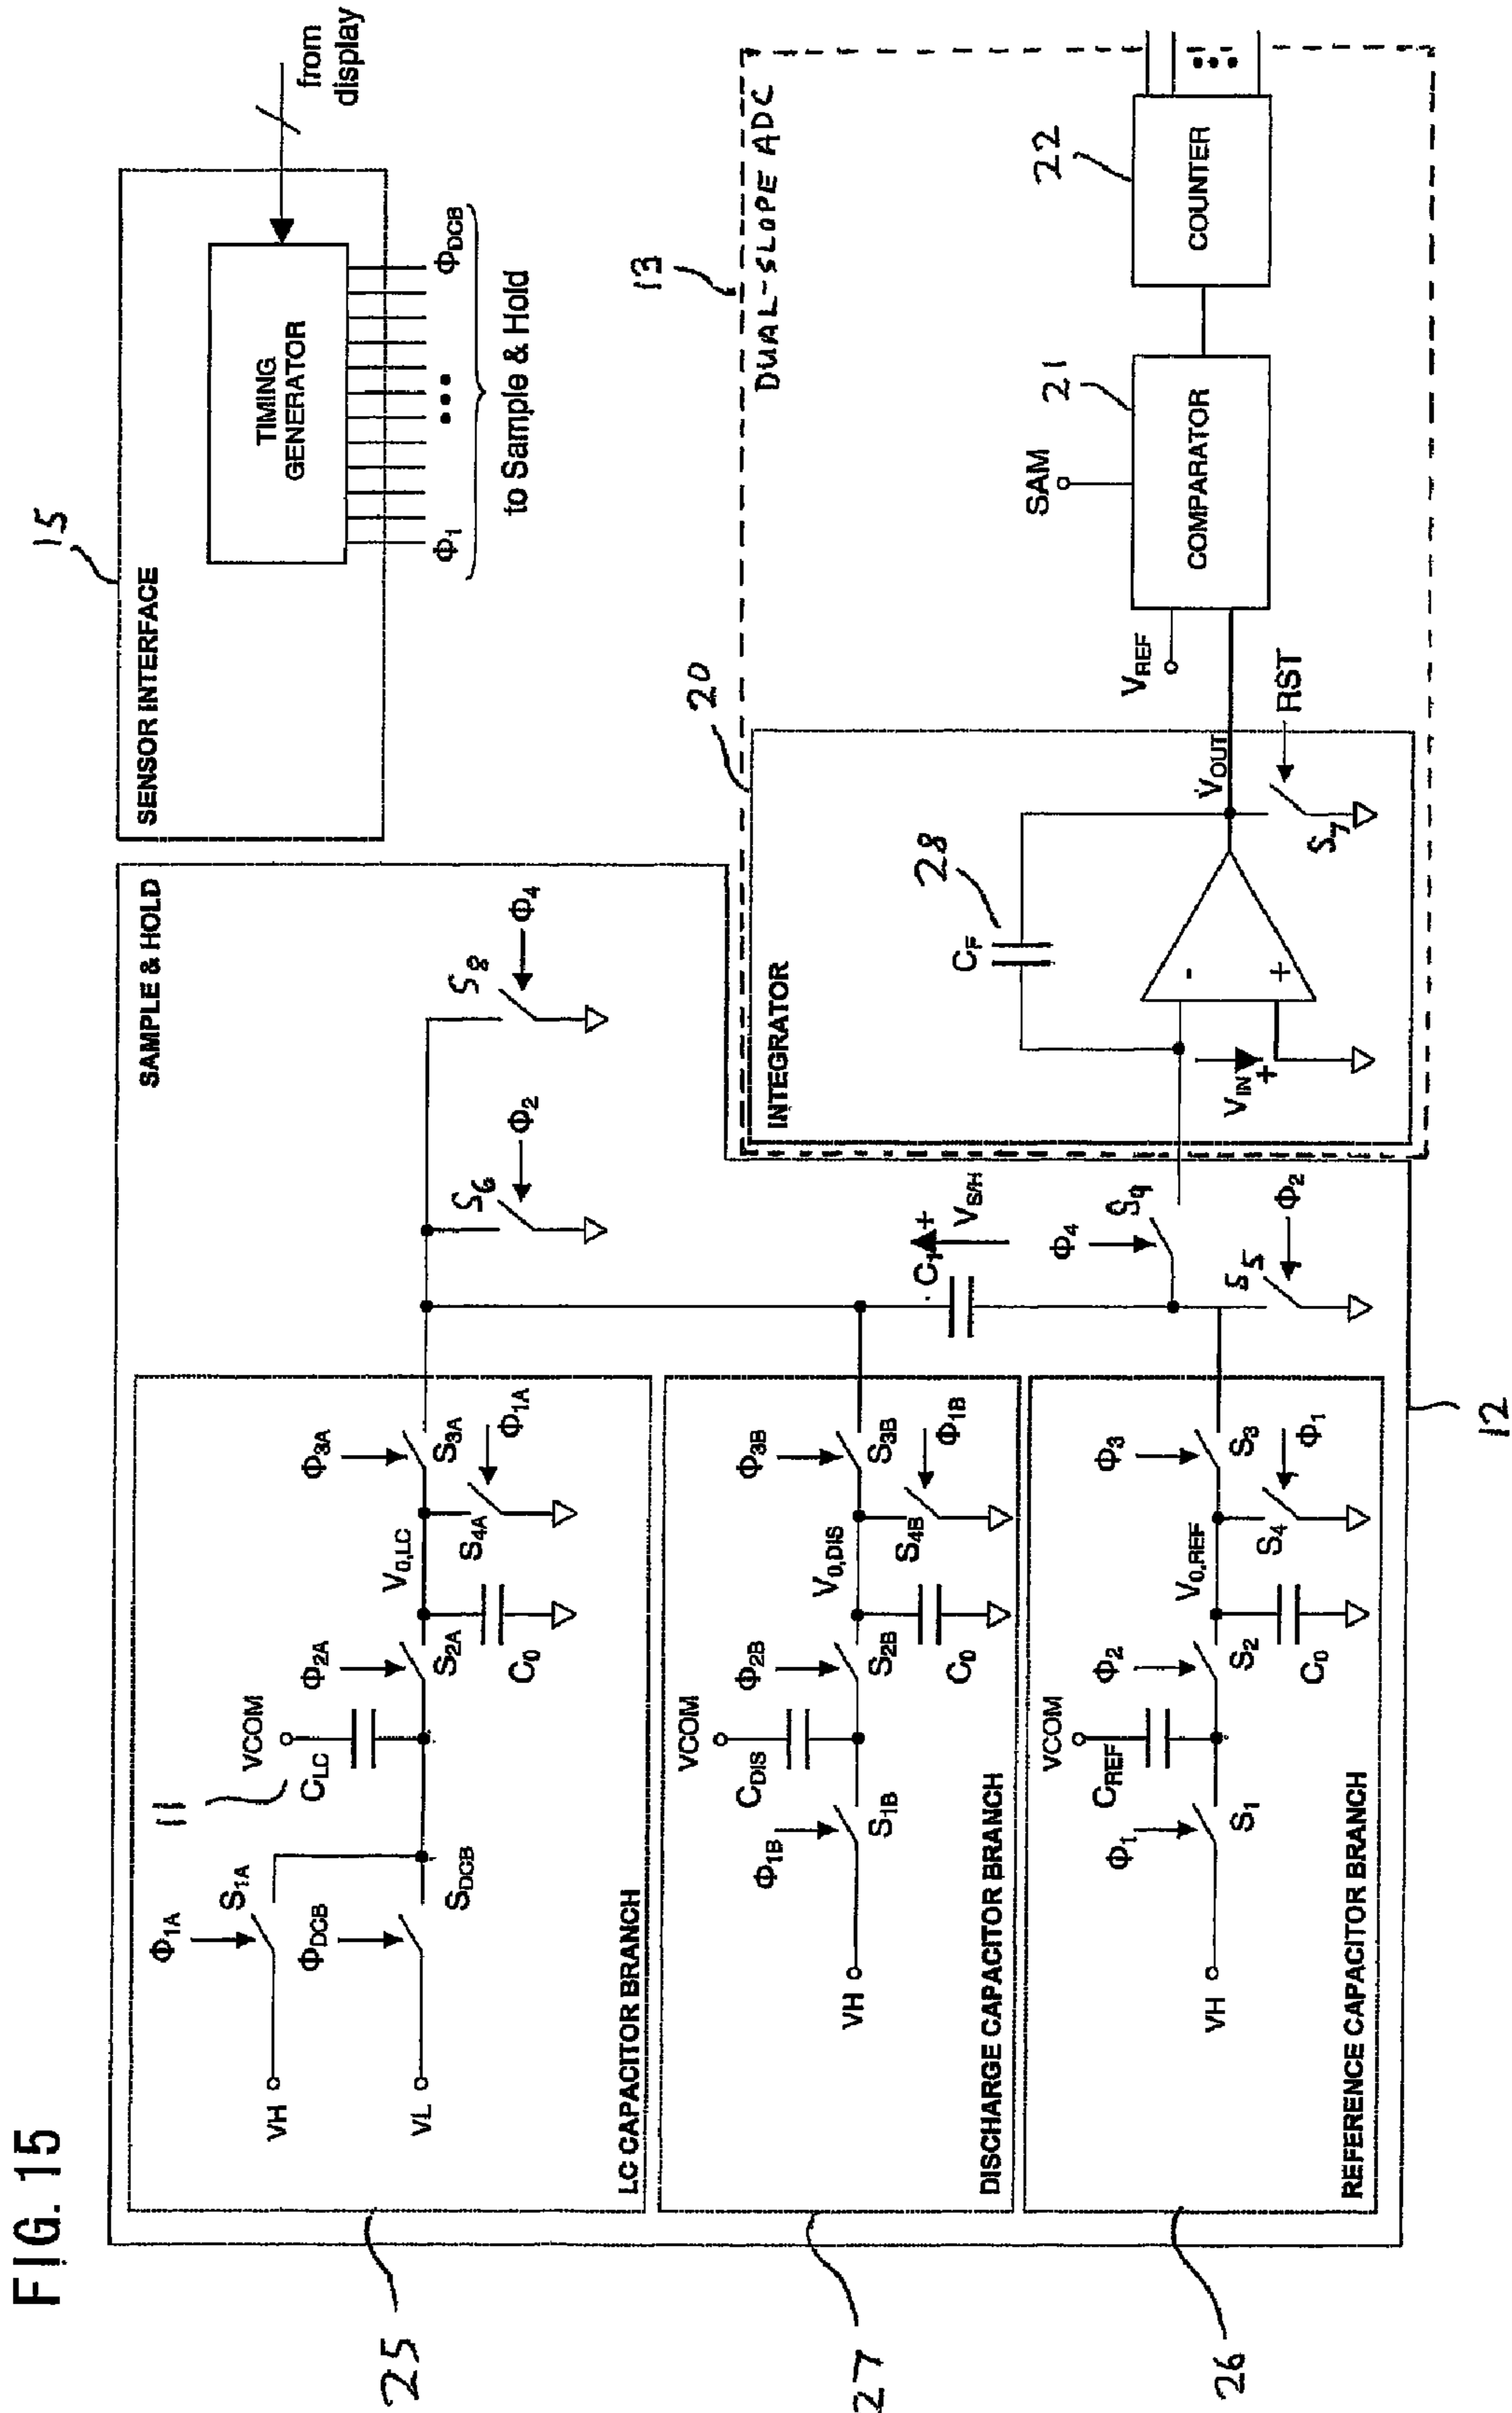 FIG. 15
SAMPLE & HOLD
12
25
LC CAPACITOR BRANCH
VH
VL
Φ1A
S1A
ΦDCB
SDCB
11
VCOM
CLC
Φ2A
S2A
C0
V0,LC
Φ3A
S3A
S4A
Φ1A
27
DISCHARGE CAPACITOR BRANCH
VH
Φ1B
S1B
VCOM
CDIS
Φ2B
S2B
C0
V0,DIS
Φ3B
S3B
S4B
Φ1B
26
REFERENCE CAPACITOR BRANCH
VH
Φ1
S1
VCOM
CREF
Φ2
S2
C0
V0,REF
Φ3
S3
S4
Φ1
S6
Φ2
S8
Φ4
+
VS/H
Φ4
S9
S5
Φ2
15
SENSOR INTERFACE
TIMING
GENERATOR
from
display
Φ1
ΦDCB
to Sample & Hold
13
DUAL-SLOPE ADC
20
INTEGRATOR
28
CF
-
+
VIN
+
VOUT
S7
RST
VREF
SAM
21
COMPARATOR
22
COUNTER